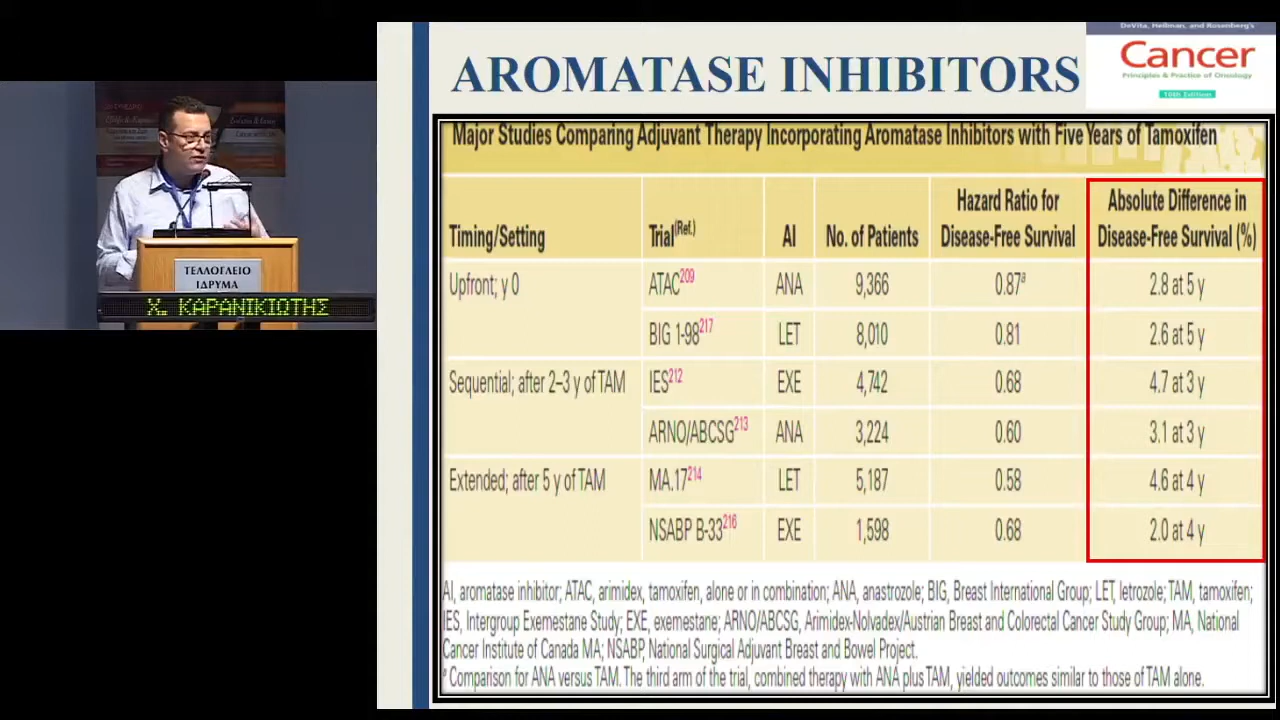 AROMATASE INHIBITORS
DeVita, Hellman, and Rosenberg's
Cancer
Principles & Practice of Oncology
10th Edition
Major Studies Comparing Adjuvant Therapy Incorporating Aromatase Inhibitors with Five Years of Tamoxifen
Timing/Setting Trial(Ref.) AI No. of Patients Hazard Ratio for Disease-Free Survival Absolute Difference in Disease-Free Survival (%)
Upfront; y 0 ATAC209 ANA 9,366 0.87a 2.8 at 5 y
BIG 1-98217 LET 8,010 0.81 2.6 at 5 y
Sequential; after 2–3 y of TAM IES212 EXE 4,742 0.68 4.7 at 3 y
ARNO/ABCSG213 ANA 3,224 0.60 3.1 at 3 y
Extended; after 5 y of TAM MA.17214 LET 5,187 0.58 4.6 at 4 y
NSABP B-33216 EXE 1,598 0.68 2.0 at 4 y
AI, aromatase inhibitor; ATAC, arimidex, tamoxifen, alone or in combination; ANA, anastrozole; BIG, Breast International Group; LET, letrozole; TAM, tamoxifen;
IES, Intergroup Exemestane Study; EXE, exemestane; ARNO/ABCSG, Arimidex-Nolvadex/Austrian Breast and Colorectal Cancer Study Group; MA, National
Cancer Institute of Canada MA; NSABP, National Surgical Adjuvant Breast and Bowel Project.
a Comparison for ANA versus TAM. The third arm of the trial, combined therapy with ANA plus TAM, yielded outcomes similar to those of TAM alone.
ΤΕΛΛΟΓΛΕΙΟ
ΙΔΡΥΜΑ
Χ. ΚΑΡΑΝΙΚΙΩΤΗΣ